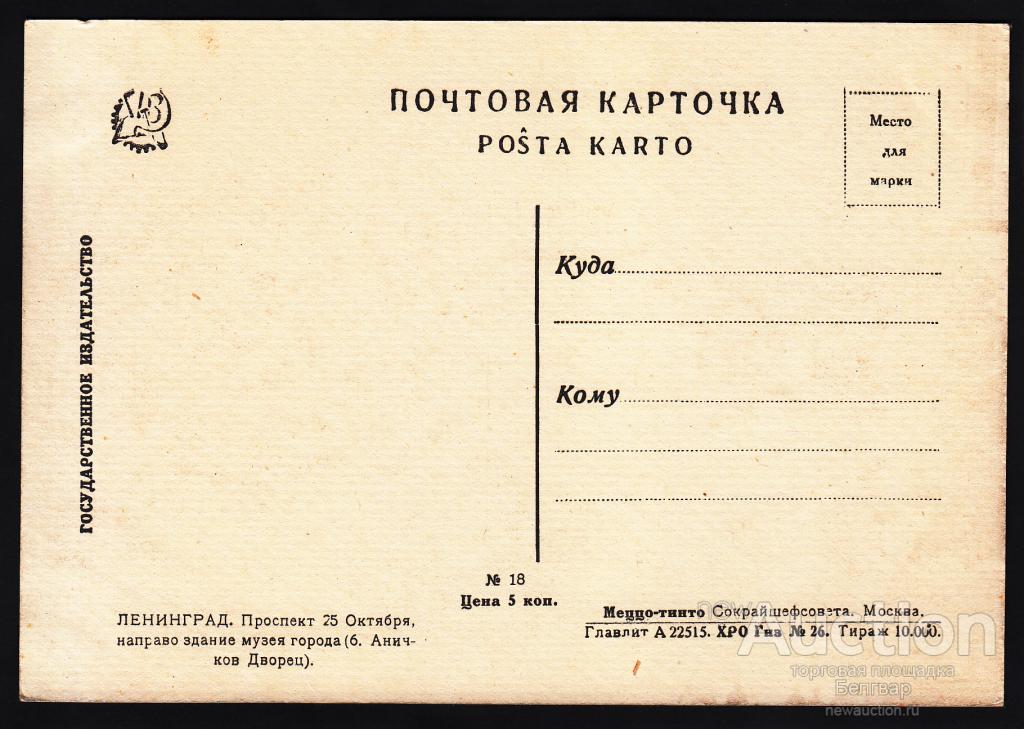 ПОЧТОВАЯ КАРТОЧКА
POŜTA KARTO
Место
для
марки
ГОСУДАРСТВЕННОЕ ИЗДАТЕЛЬСТВО
Куда
Кому
№ 18
Цена 5 коп.
ЛЕНИНГРАД. Проспект 25 Октября,
направо здание музея города (б. Анич-
ков Дворец).
Меццо-тинто Сокрайшефсовета. Москва.
Главлит А 22515. ХРО Гиз № 26. Тираж 10.000.
Auction
торговая площадка
Белгвар
newauction.ru